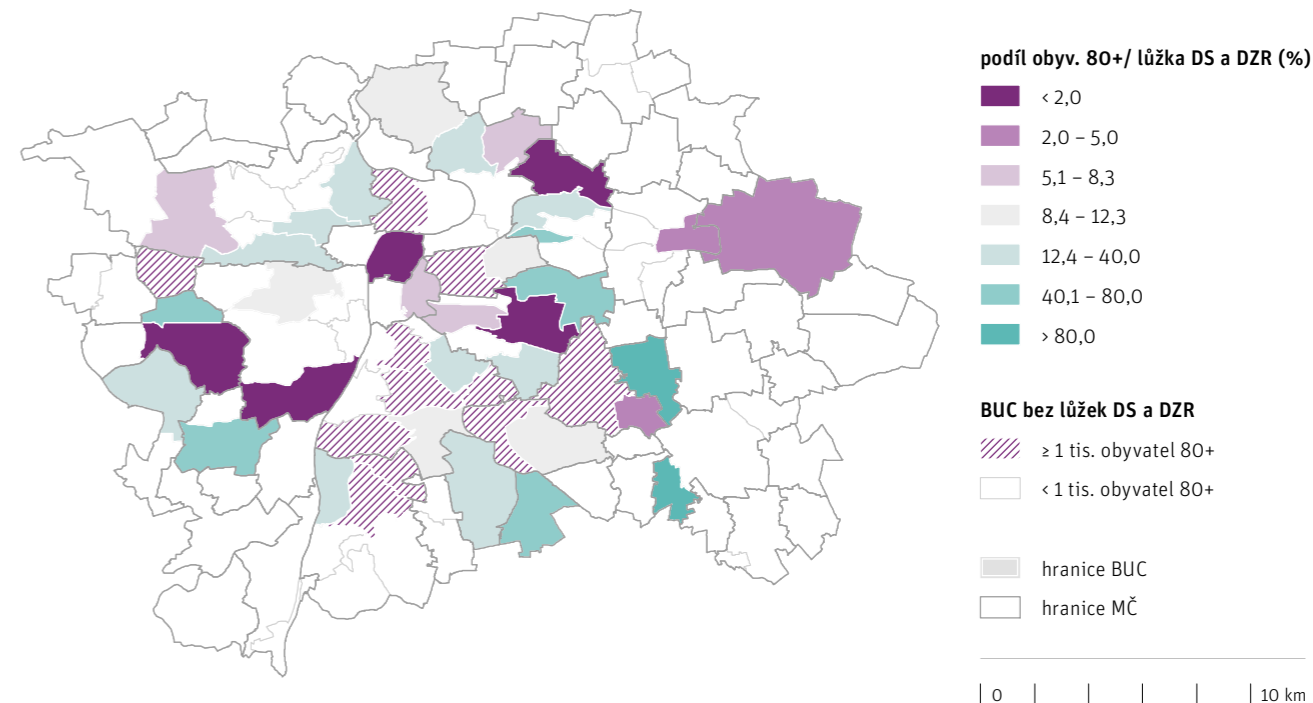 podíl obyv. 80+/ lůžka DS a DZR (%)
< 2,0
2,0 – 5,0
5,1 – 8,3
8,4 – 12,3
12,4 – 40,0
40,1 – 80,0
> 80,0
BUC bez lůžek DS a DZR
≥ 1 tis. obyvatel 80+
< 1 tis. obyvatel 80+
hranice BUC
hranice MČ
0 10 km